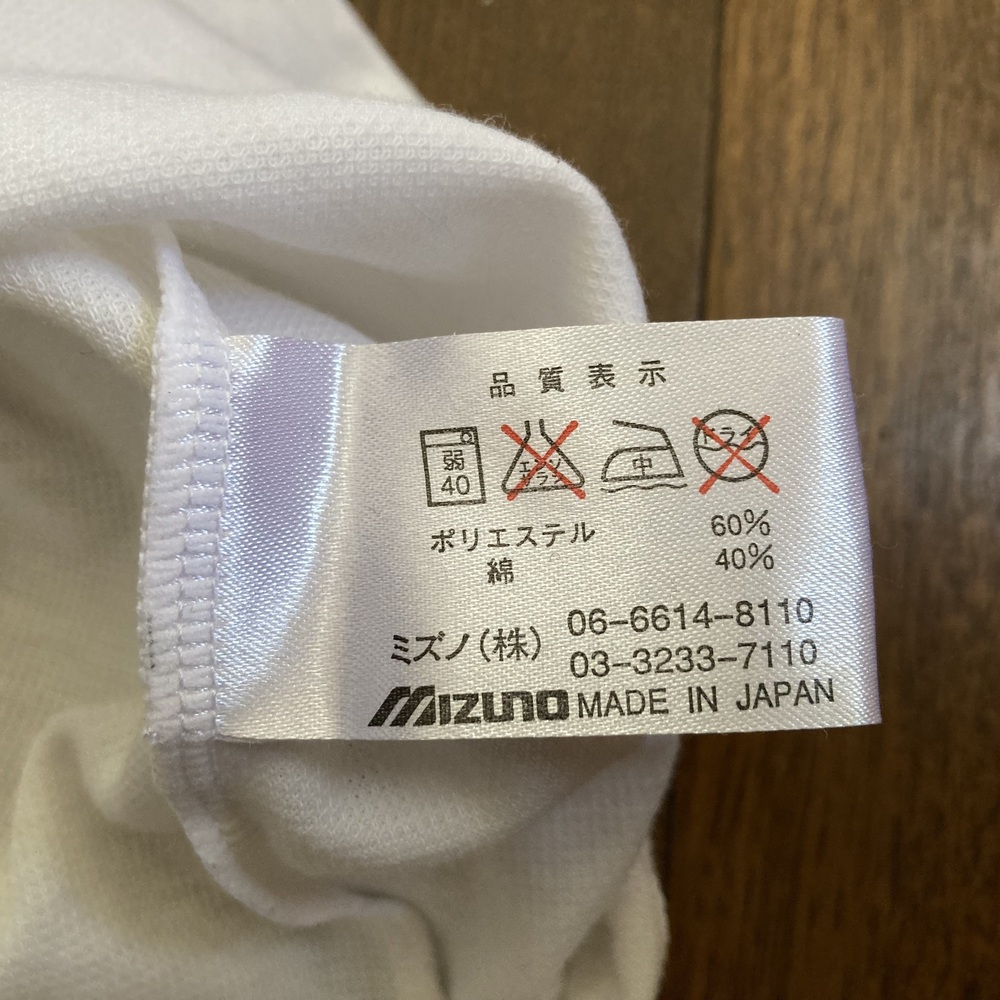 品質表示
弱 エンソ 中 ドライ
40 サラシ
ポリエステル 60%
綿 40%
ミズノ(株) 06-6614-8110
03-3233-7110
MIZUNO MADE IN JAPAN